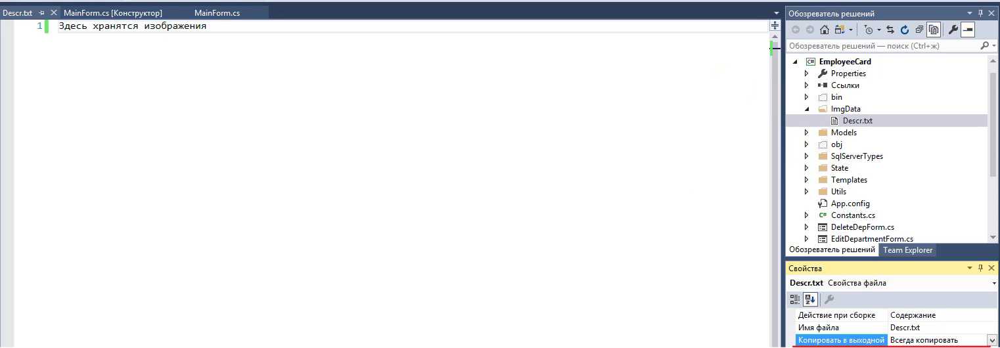 Descr.txt MainForm.cs [Конструктор] MainForm.cs
1 Здесь хранятся изображения
Обозреватель решений
Обозреватель решений — поиск (Ctrl+ж)
C# EmployeeCard
Properties
Ссылки
bin
ImgData
Descr.txt
Models
obj
SqlServerTypes
State
Templates
Utils
App.config
C# Constants.cs
DeleteDepForm.cs
EditDepartmentForm.cs
Обозреватель решений Team Explorer
Свойства
Descr.txt Свойства файла
Действие при сборке Содержание
Имя файла Descr.txt
Копировать в выходной Всегда копировать